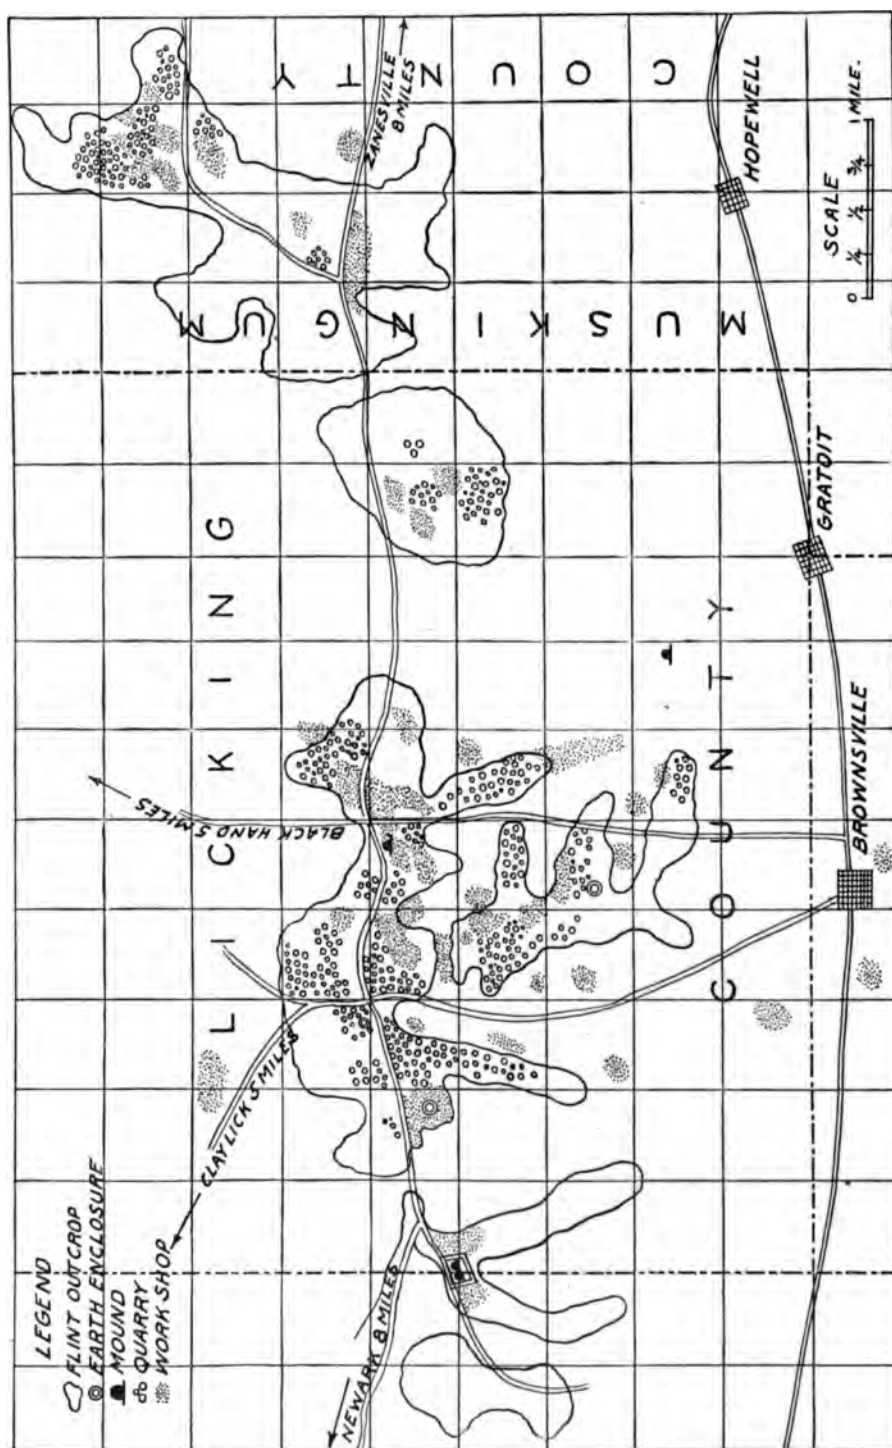 LEGEND
FLINT OUTCROP
EARTH ENCLOSURE
MOUND
QUARRY
WORK SHOP
NEWARK 8 MILES
CLAYLICK 5 MILES
BLACK HAND 5 MILES
ZANESVILLE
8 MILES
LICKING
COUNTY
MUSKINGUM
COUNTY
BROWNSVILLE
GRATOIT
HOPEWELL
SCALE
0 1/4 1/2 3/4 1 MILE.